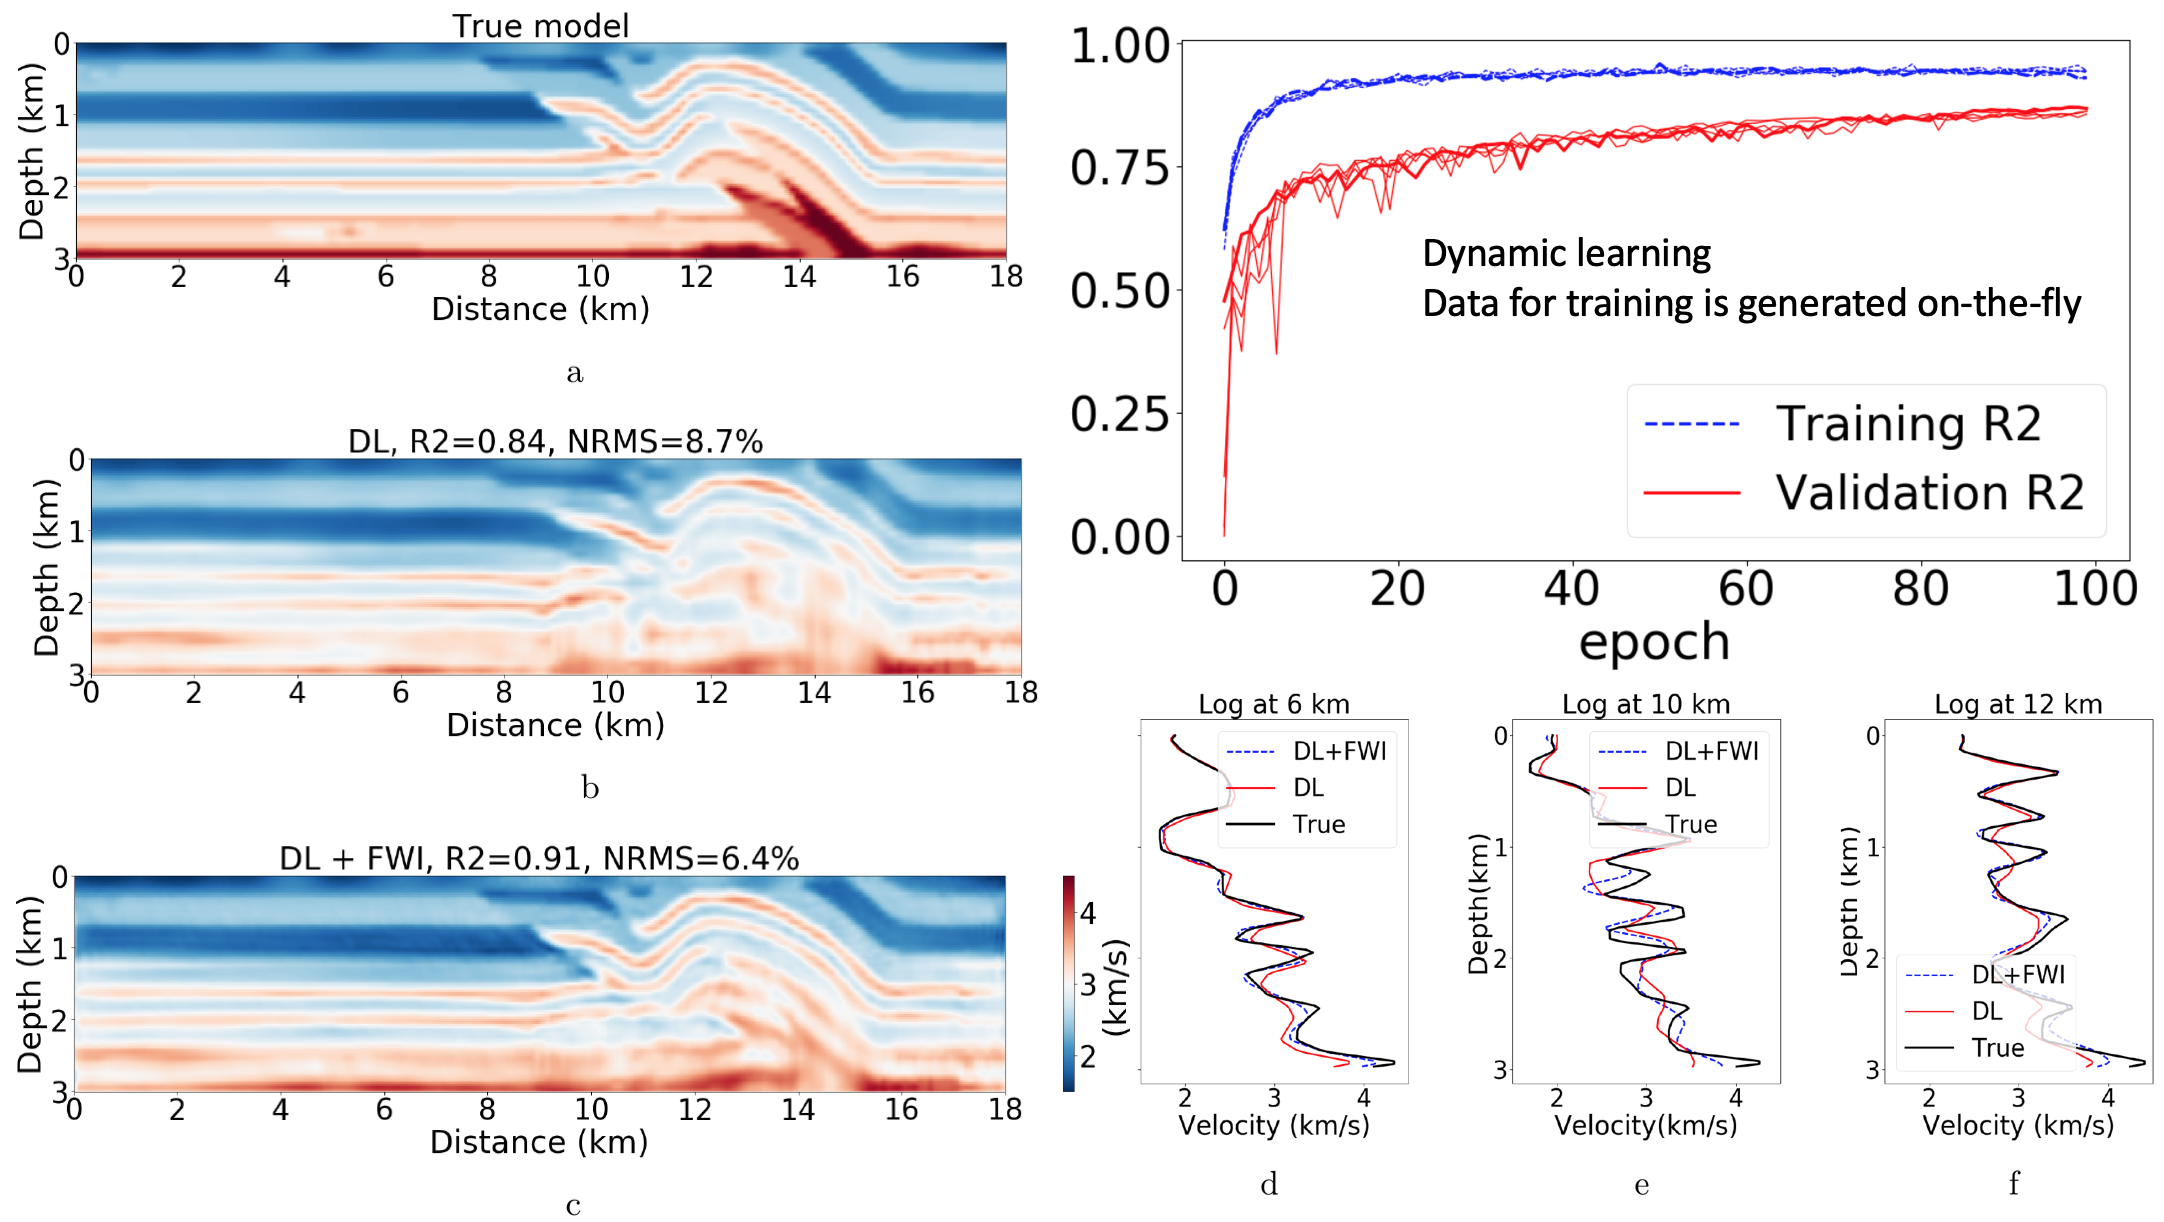 True model
0
1
2
3
Depth (km)
0 2 4 6 8 10 12 14 16 18
Distance (km)
a
DL, R2=0.84, NRMS=8.7%
0
1
2
3
Depth (km)
0 2 4 6 8 10 12 14 16 18
Distance (km)
b
DL + FWI, R2=0.91, NRMS=6.4%
0
1
2
3
Depth (km)
0 2 4 6 8 10 12 14 16 18
Distance (km)
c
4
3
2
(km/s)
1.00
0.75
0.50
0.25
0.00
Dynamic learning
Data for training is generated on-the-fly
Training R2
Validation R2
0 20 40 60 80 100
epoch
Log at 6 km
DL+FWI
DL
True
2 3 4
Velocity (km/s)
d
Log at 10 km
0
1
2
3
Depth(km)
DL+FWI
DL
True
2 3 4
Velocity(km/s)
e
Log at 12 km
0
1
2
3
Depth (km)
DL+FWI
DL
True
2 3 4
Velocity (km/s)
f